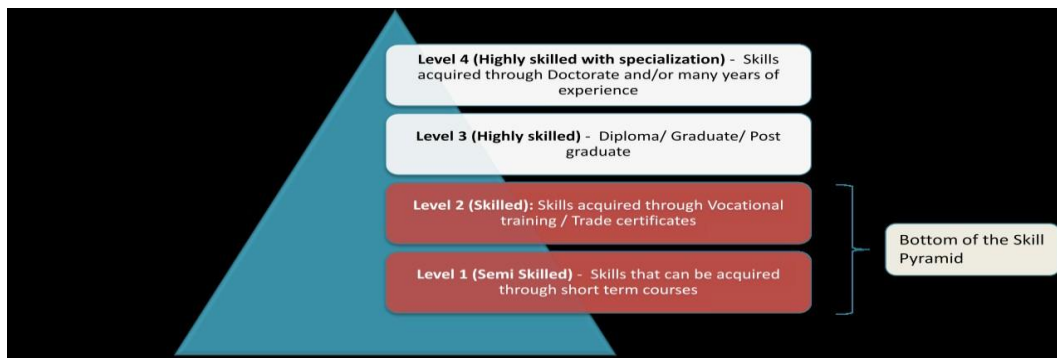 Level 4 (Highly skilled with specialization) - Skills
acquired through Doctorate and/or many years of
experience
Level 3 (Highly skilled) - Diploma/ Graduate/ Post
graduate
Level 2 (Skilled): Skills acquired through Vocational
training / Trade certificates
Level 1 (Semi Skilled) - Skills that can be acquired
through short term courses
Bottom of the Skill
Pyramid